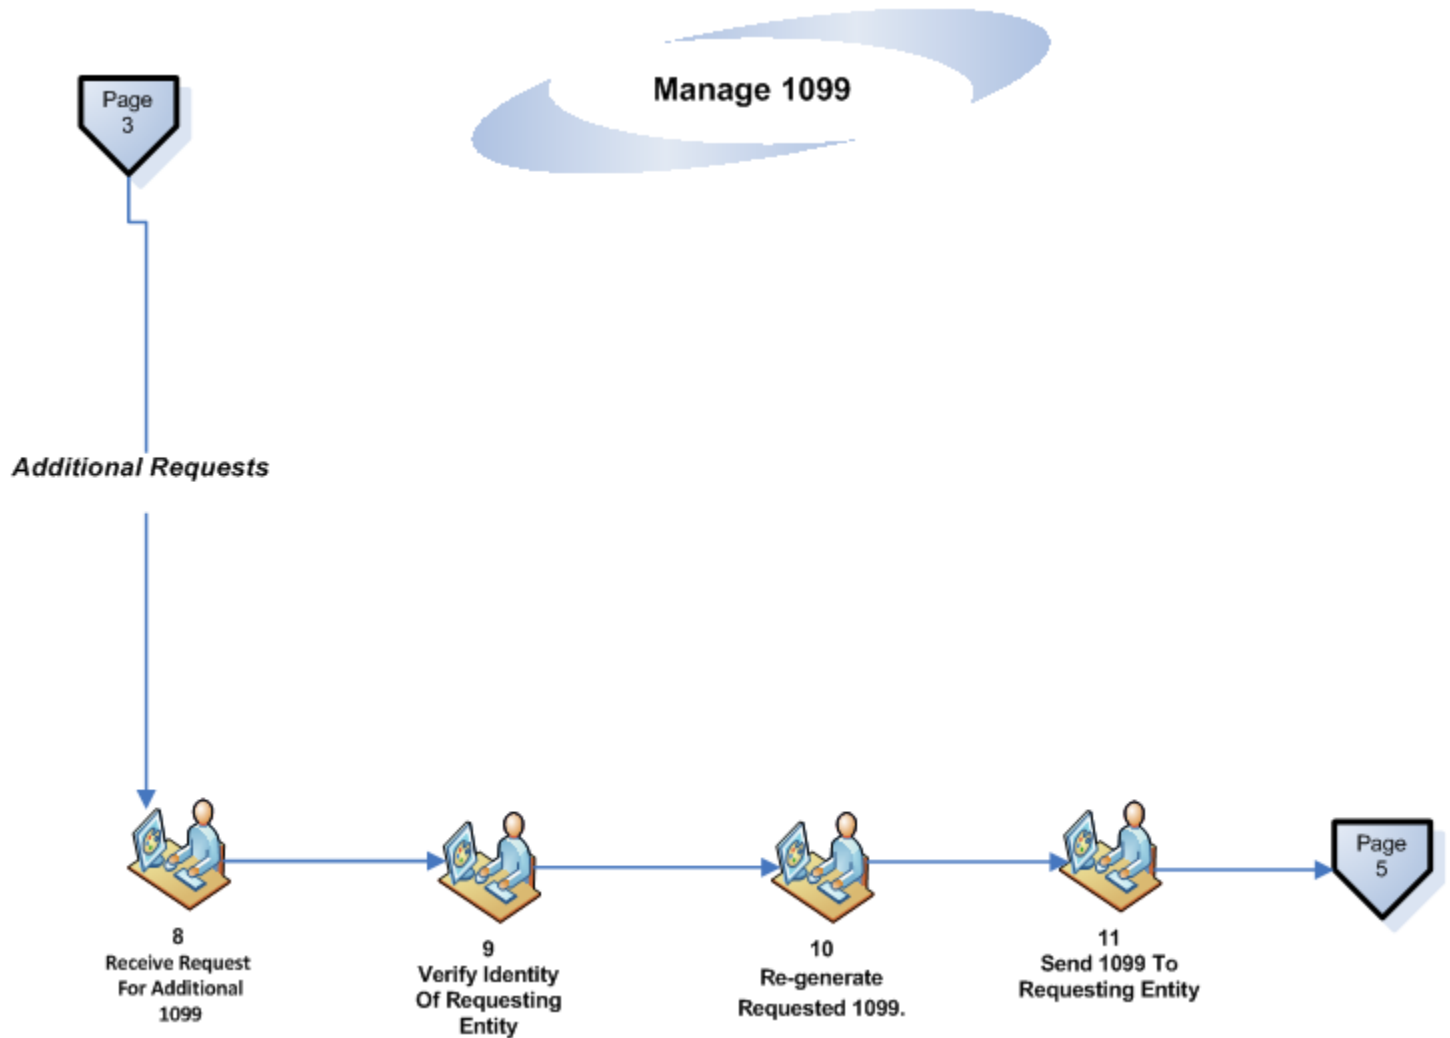 Manage 1099
Page
3
Additional Requests
8
Receive Request
For Additional
1099
9
Verify Identity
Of Requesting
Entity
10
Re-generate
Requested 1099.
11
Send 1099 To
Requesting Entity
Page
5